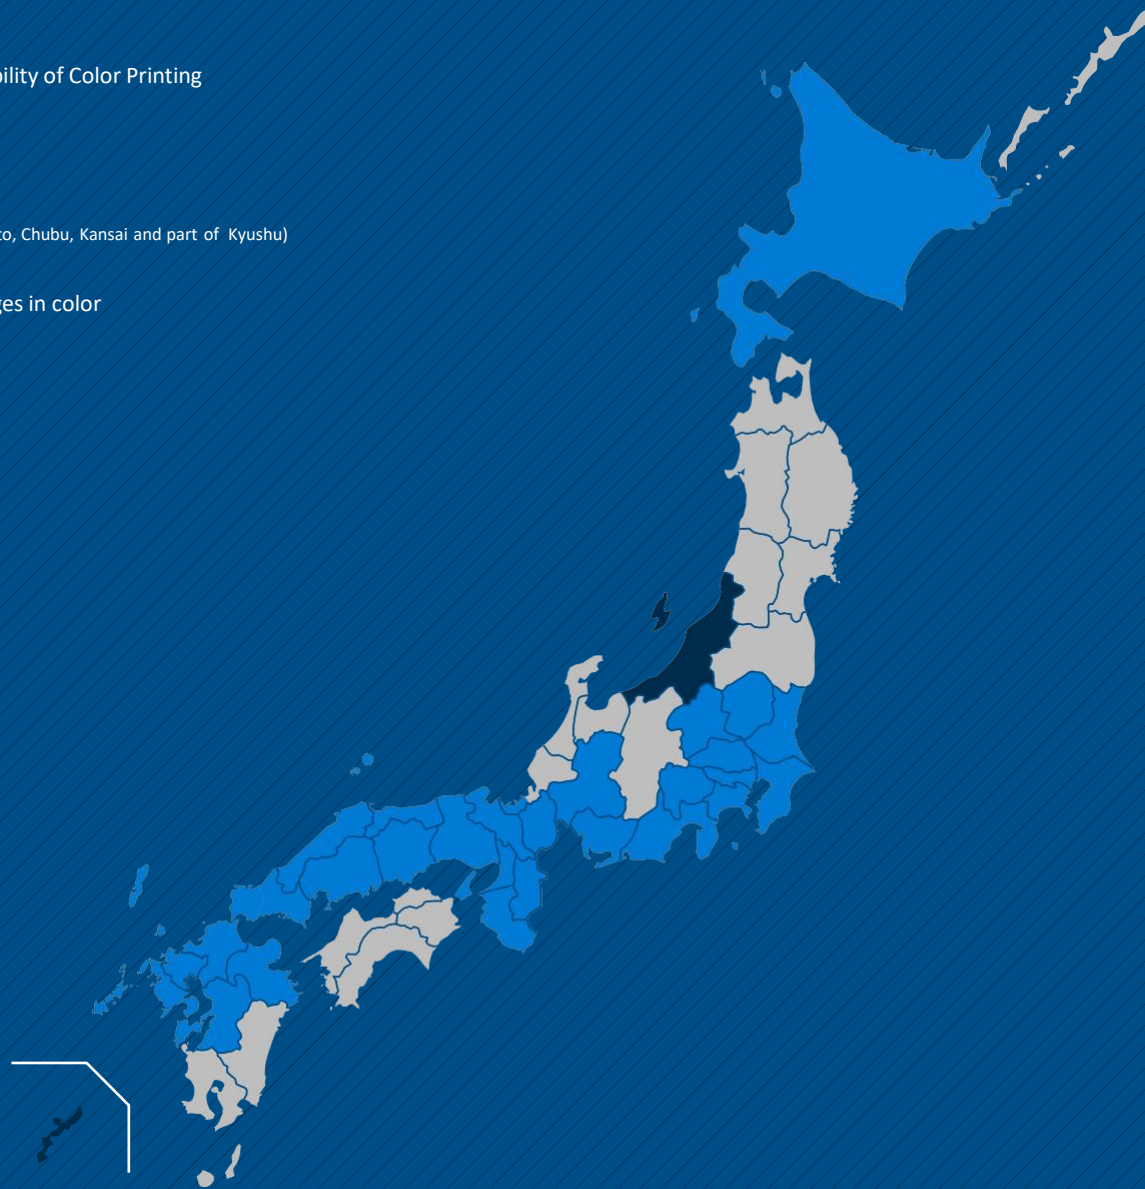 bility of Color Printing
to, Chubu, Kansai and part of Kyushu)
ges in color